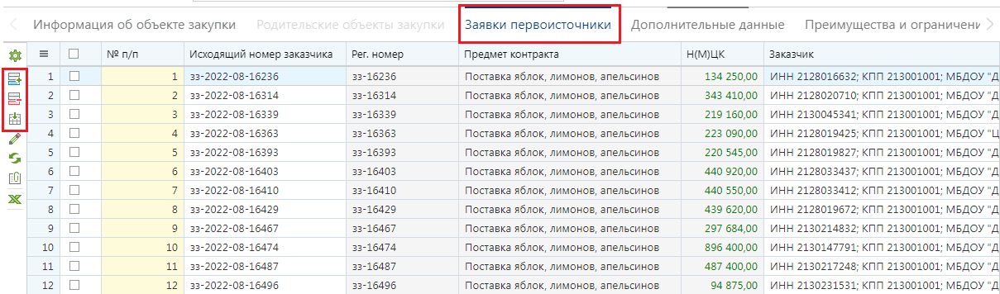 Информация об объекте закупки Родительские объекты закупки Заявки первоисточники Дополнительные данные Преимущества и ограничени
№ п/п Исходящий номер заказчика Рег. номер Предмет контракта Н(М)ЦК Заказчик
1 1 зз-2022-08-16236 зз-16236 Поставка яблок, лимонов, апельсинов 134 250,00 ИНН 2128016632; КПП 213001001; МБДОУ "Д
2 2 зз-2022-08-16314 зз-16314 Поставка яблок, лимонов, апельсинов 343 410,00 ИНН 2128020710; КПП 213001001; МБДОУ "Д
3 3 зз-2022-08-16339 зз-16339 Поставка яблок, лимонов, апельсинов 219 160,00 ИНН 2130045341; КПП 213001001; МБДОУ "Д
4 4 зз-2022-08-16363 зз-16363 Поставка яблок, лимонов, апельсинов 223 090,00 ИНН 2128019425; КПП 213001001; МБДОУ "Ц
5 5 зз-2022-08-16393 зз-16393 Поставка яблок, лимонов, апельсинов 220 545,00 ИНН 2128019827; КПП 213001001; МБДОУ "Д
6 6 зз-2022-08-16403 зз-16403 Поставка яблок, лимонов, апельсинов 440 920,00 ИНН 2128033437; КПП 213001001; МБДОУ "Д
7 7 зз-2022-08-16410 зз-16410 Поставка яблок, лимонов, апельсинов 440 550,00 ИНН 2128033412; КПП 213001001; МБДОУ "Д
8 8 зз-2022-08-16429 зз-16429 Поставка яблок, лимонов, апельсинов 439 620,00 ИНН 2128019672; КПП 213001001; МБДОУ "Д
9 9 зз-2022-08-16467 зз-16467 Поставка яблок, лимонов, апельсинов 297 684,00 ИНН 2130214832; КПП 213001001; МБДОУ "Д
10 10 зз-2022-08-16474 зз-16474 Поставка яблок, лимонов, апельсинов 896 400,00 ИНН 2130147791; КПП 213001001; МБДОУ "Д
11 11 зз-2022-08-16487 зз-16487 Поставка яблок, лимонов, апельсинов 487 400,00 ИНН 2130217248; КПП 213001001; МБДОУ "Д
12 12 зз-2022-08-16496 зз-16496 Поставка яблок, лимонов, апельсинов 94 875,00 ИНН 2130231531; КПП 213001001; МБДОУ "Д